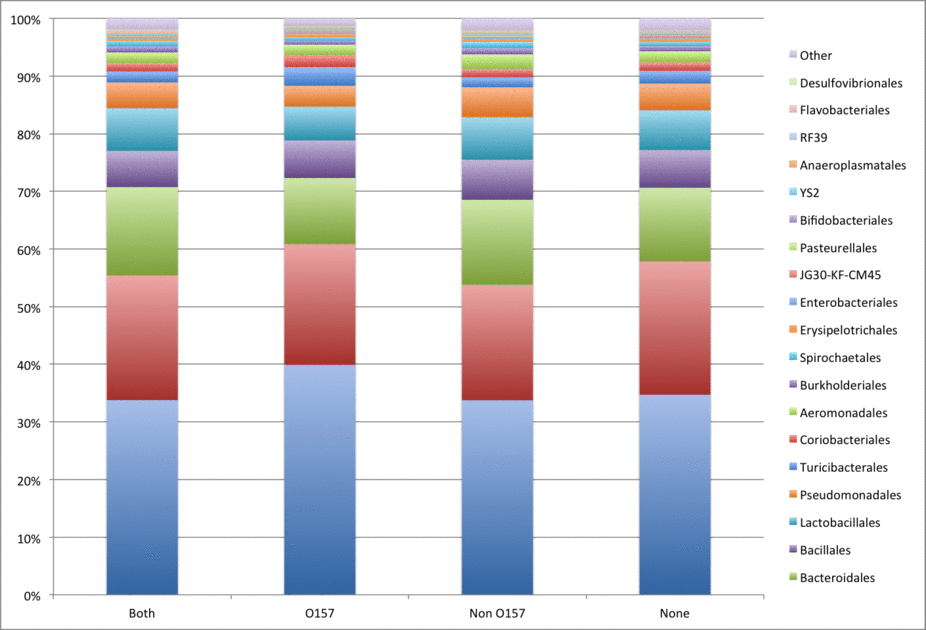 100%
90%
80%
70%
60%
50%
40%
30%
20%
10%
0%
Both
O157
Non O157
None
Other
Desulfovibrionales
Flavobacteriales
RF39
Anaeroplasmatales
YS2
Bifidobacteriales
Pasteurellales
JG30-KF-CM45
Enterobacteriales
Erysipelotrichales
Spirochaetales
Burkholderiales
Aeromonadales
Coriobacteriales
Turicibacterales
Pseudomonadales
Lactobacillales
Bacillales
Bacteroidales